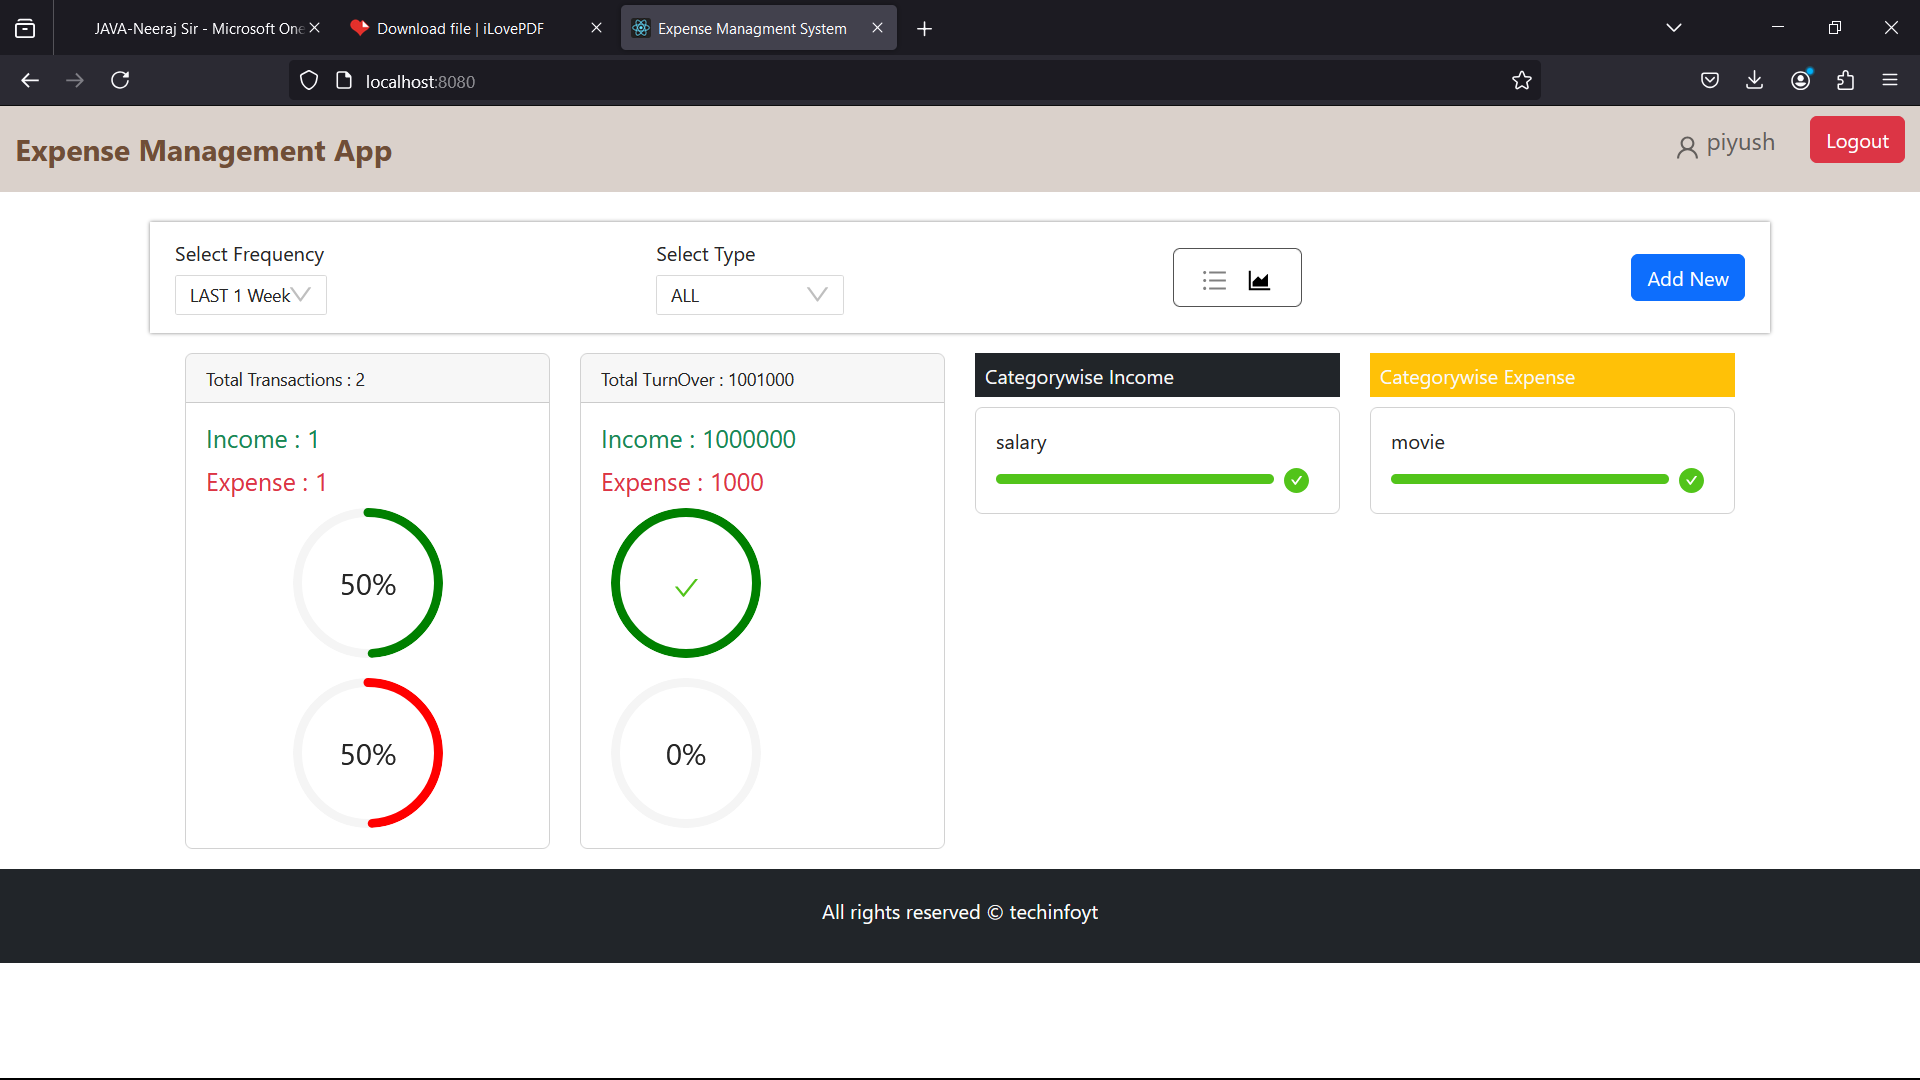 JAVA-Neeraj Sir - Microsoft One
Download file | iLovePDF
Expense Managment System
localhost:8080
Expense Management App
piyush
Logout
Select Frequency
LAST 1 Week
Select Type
ALL
Add New
Total Transactions : 2
Income : 1
Expense : 1
50%
50%
Total TurnOver : 1001000
Income : 1000000
Expense : 1000
0%
Categorywise Income
salary
Categorywise Expense
movie
All rights reserved © techinfoyt